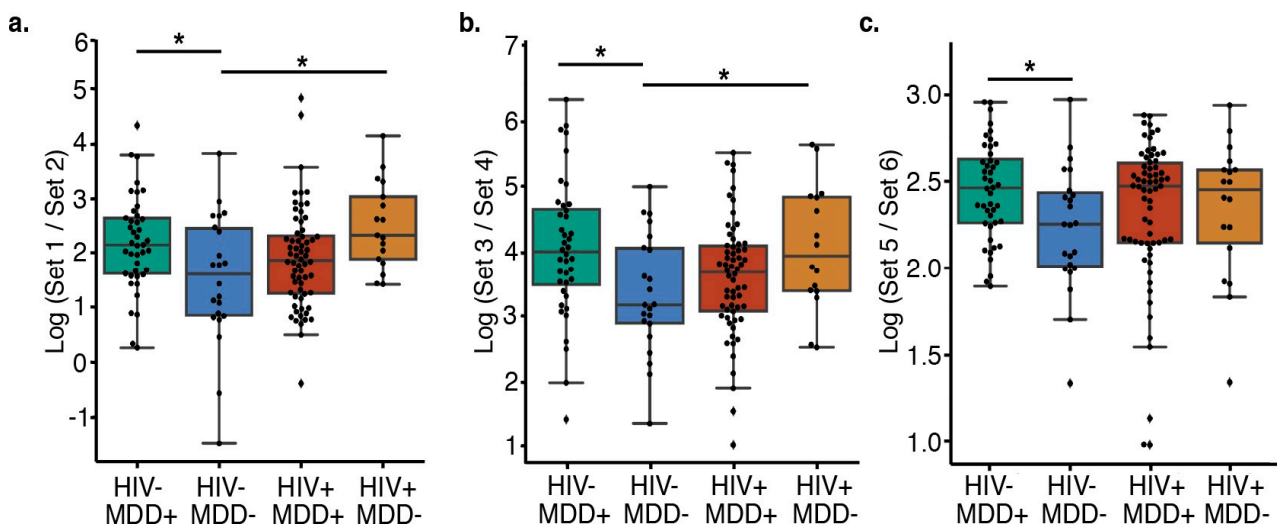 a.
Log (Set 1 / Set 2)
6
5
4
3
2
1
0
-1
*
*
HIV-
MDD+
HIV-
MDD-
HIV+
MDD+
HIV+
MDD-
b.
Log (Set 3 / Set 4)
7
6
5
4
3
2
1
*
*
HIV-
MDD+
HIV-
MDD-
HIV+
MDD+
HIV+
MDD-
c.
Log (Set 5 / Set 6)
3.0
2.5
2.0
1.5
1.0
*
HIV-
MDD+
HIV-
MDD-
HIV+
MDD+
HIV+
MDD-